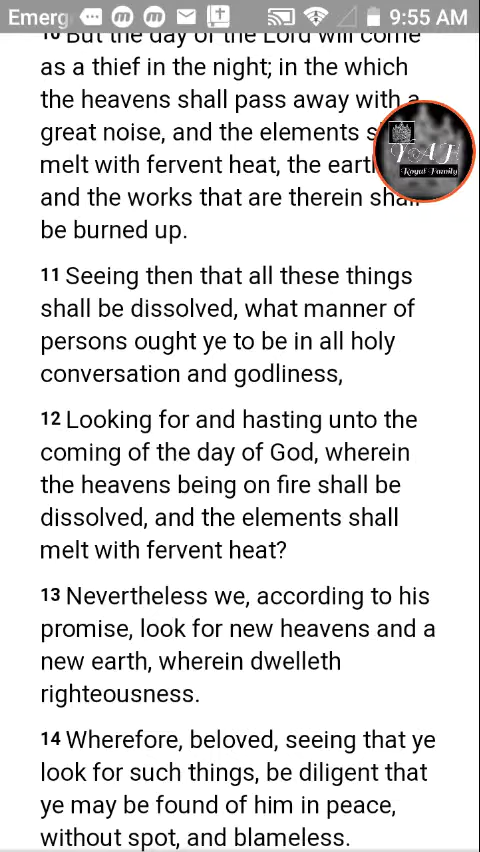 Emerg 9:55 AM
10 But the day of the Lord will come
as a thief in the night; in the which
the heavens shall pass away with a
great noise, and the elements
melt with fervent heat, the
and the works that are therein shall
be burned up.
11 Seeing then that all these things
shall be dissolved, what manner of
persons ought ye to be in all holy
conversation and godliness,
12 Looking for and hasting unto the
coming of the day of God, wherein
the heavens being on fire shall be
dissolved, and the elements shall
melt with fervent heat?
13 Nevertheless we, according to his
promise, look for new heavens and a
new earth, wherein dwelleth
righteousness.
14 Wherefore, beloved, seeing that ye
look for such things, be diligent that
ye may be found of him in peace,
without spot, and blameless.
Royal Family